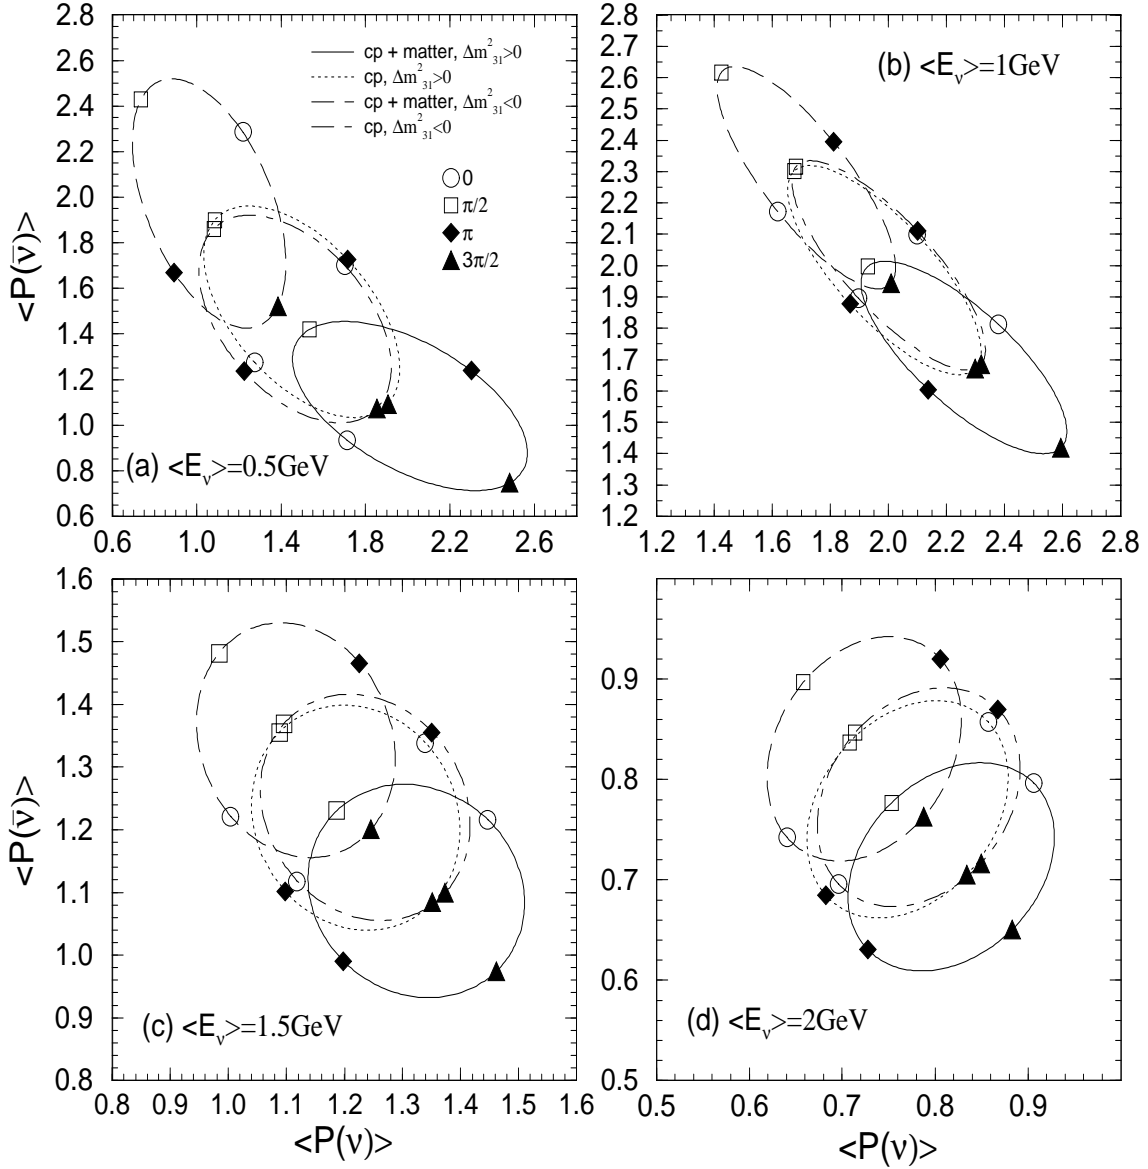 2.8
2.6
2.4
2.2
2.0
1.8
1.6
1.4
1.2
1.0
0.8
0.6
0.6 1.0 1.4 1.8 2.2 2.6
<P(ν̄)>
cp + matter, Δm²₃₁>0
cp, Δm²₃₁>0
cp + matter, Δm²₃₁<0
cp, Δm²₃₁<0
0
π/2
π
3π/2
(a) <Eᵥ>=0.5GeV
2.8
2.7
2.6
2.5
2.4
2.3
2.2
2.1
2.0
1.9
1.8
1.7
1.6
1.5
1.4
1.3
1.2
1.2 1.4 1.6 1.8 2.0 2.2 2.4 2.6 2.8
(b) <Eᵥ>=1GeV
1.6
1.5
1.4
1.3
1.2
1.1
1.0
0.9
0.8
0.8 0.9 1.0 1.1 1.2 1.3 1.4 1.5 1.6
<P(ν̄)>
<P(ν)>
(c) <Eᵥ>=1.5GeV
0.9
0.8
0.7
0.6
0.5
0.5 0.6 0.7 0.8 0.9
<P(ν)>
(d) <Eᵥ>=2GeV